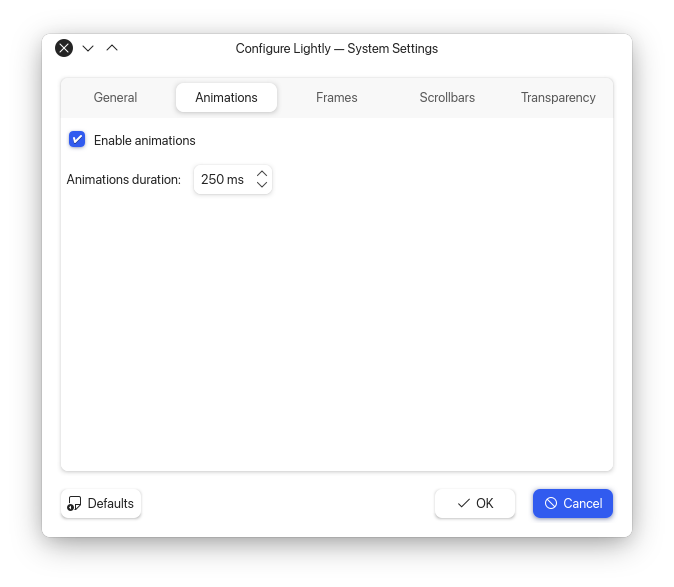 Configure Lightly — System Settings
General Animations Frames Scrollbars Transparency
Enable animations
Animations duration: 250 ms
Defaults OK Cancel